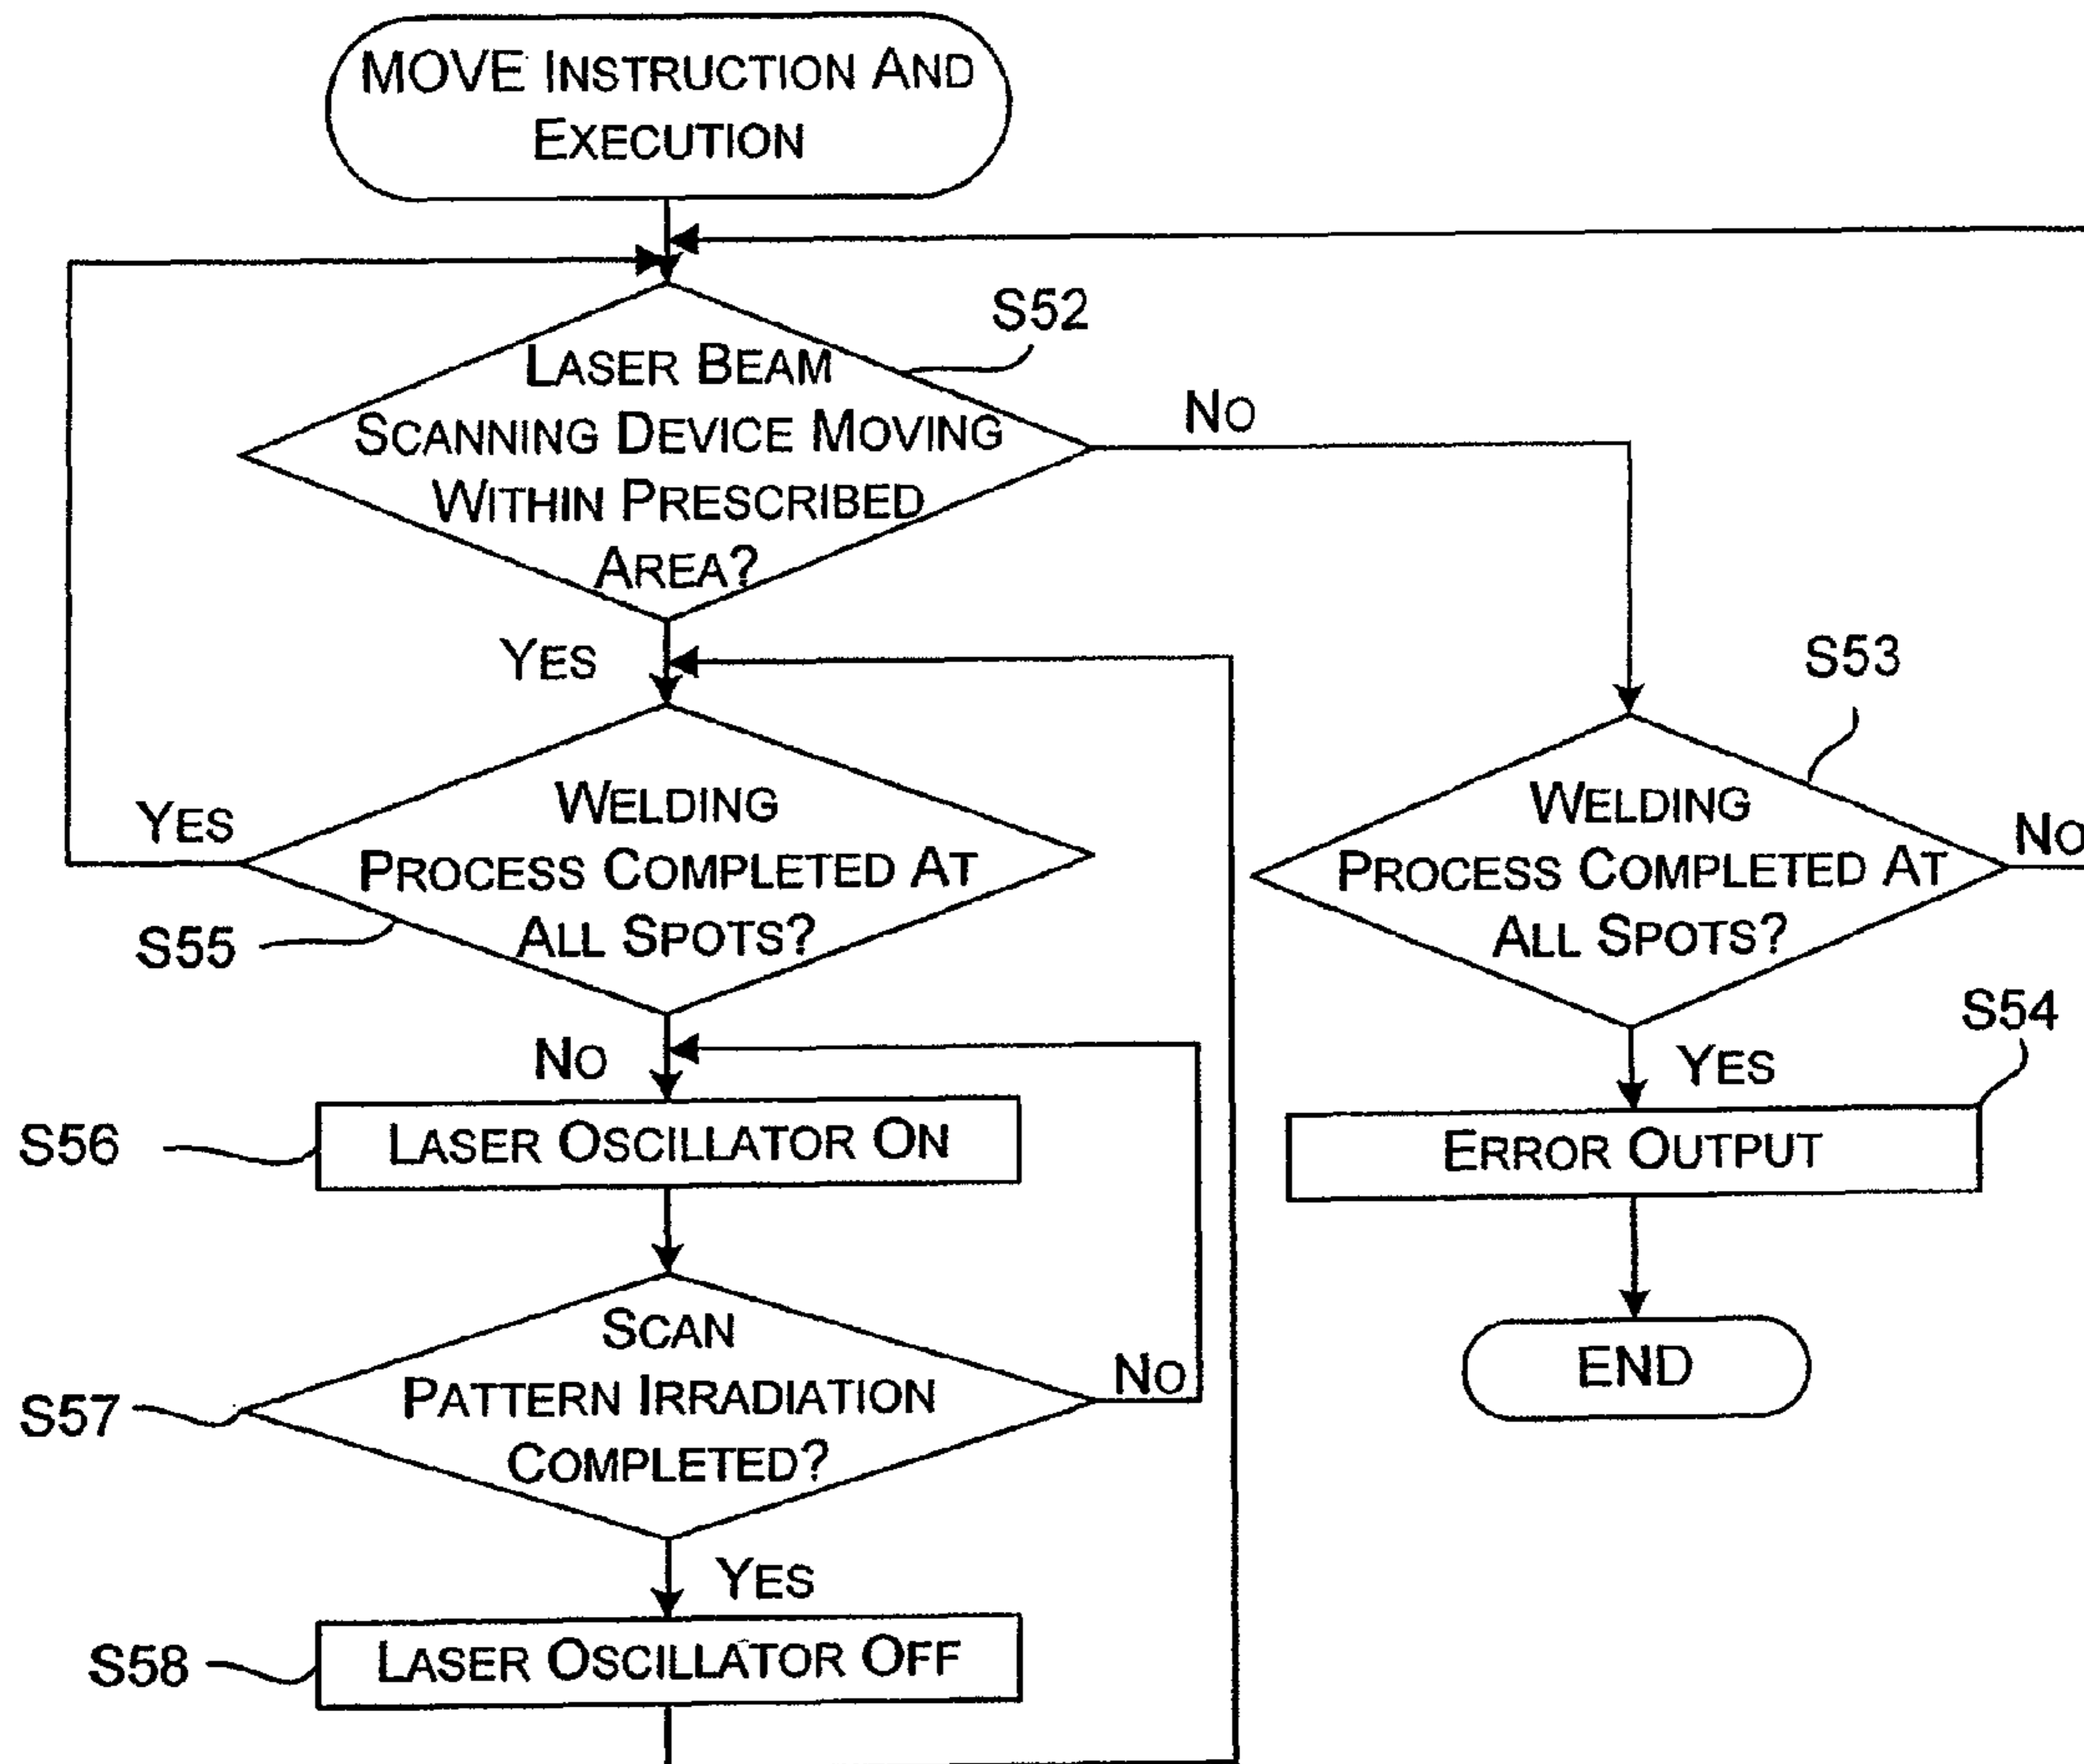 MOVE INSTRUCTION AND
EXECUTION
S52
LASER BEAM
SCANNING DEVICE MOVING
WITHIN PRESCRIBED
AREA?
NO
YES
S53
WELDING
PROCESS COMPLETED AT
ALL SPOTS?
YES
S55
WELDING
PROCESS COMPLETED AT
ALL SPOTS?
NO
S54
NO
YES
S56
LASER OSCILLATOR ON
ERROR OUTPUT
SCAN
PATTERN IRRADIATION
COMPLETED?
NO
S57
END
YES
S58
LASER OSCILLATOR OFF